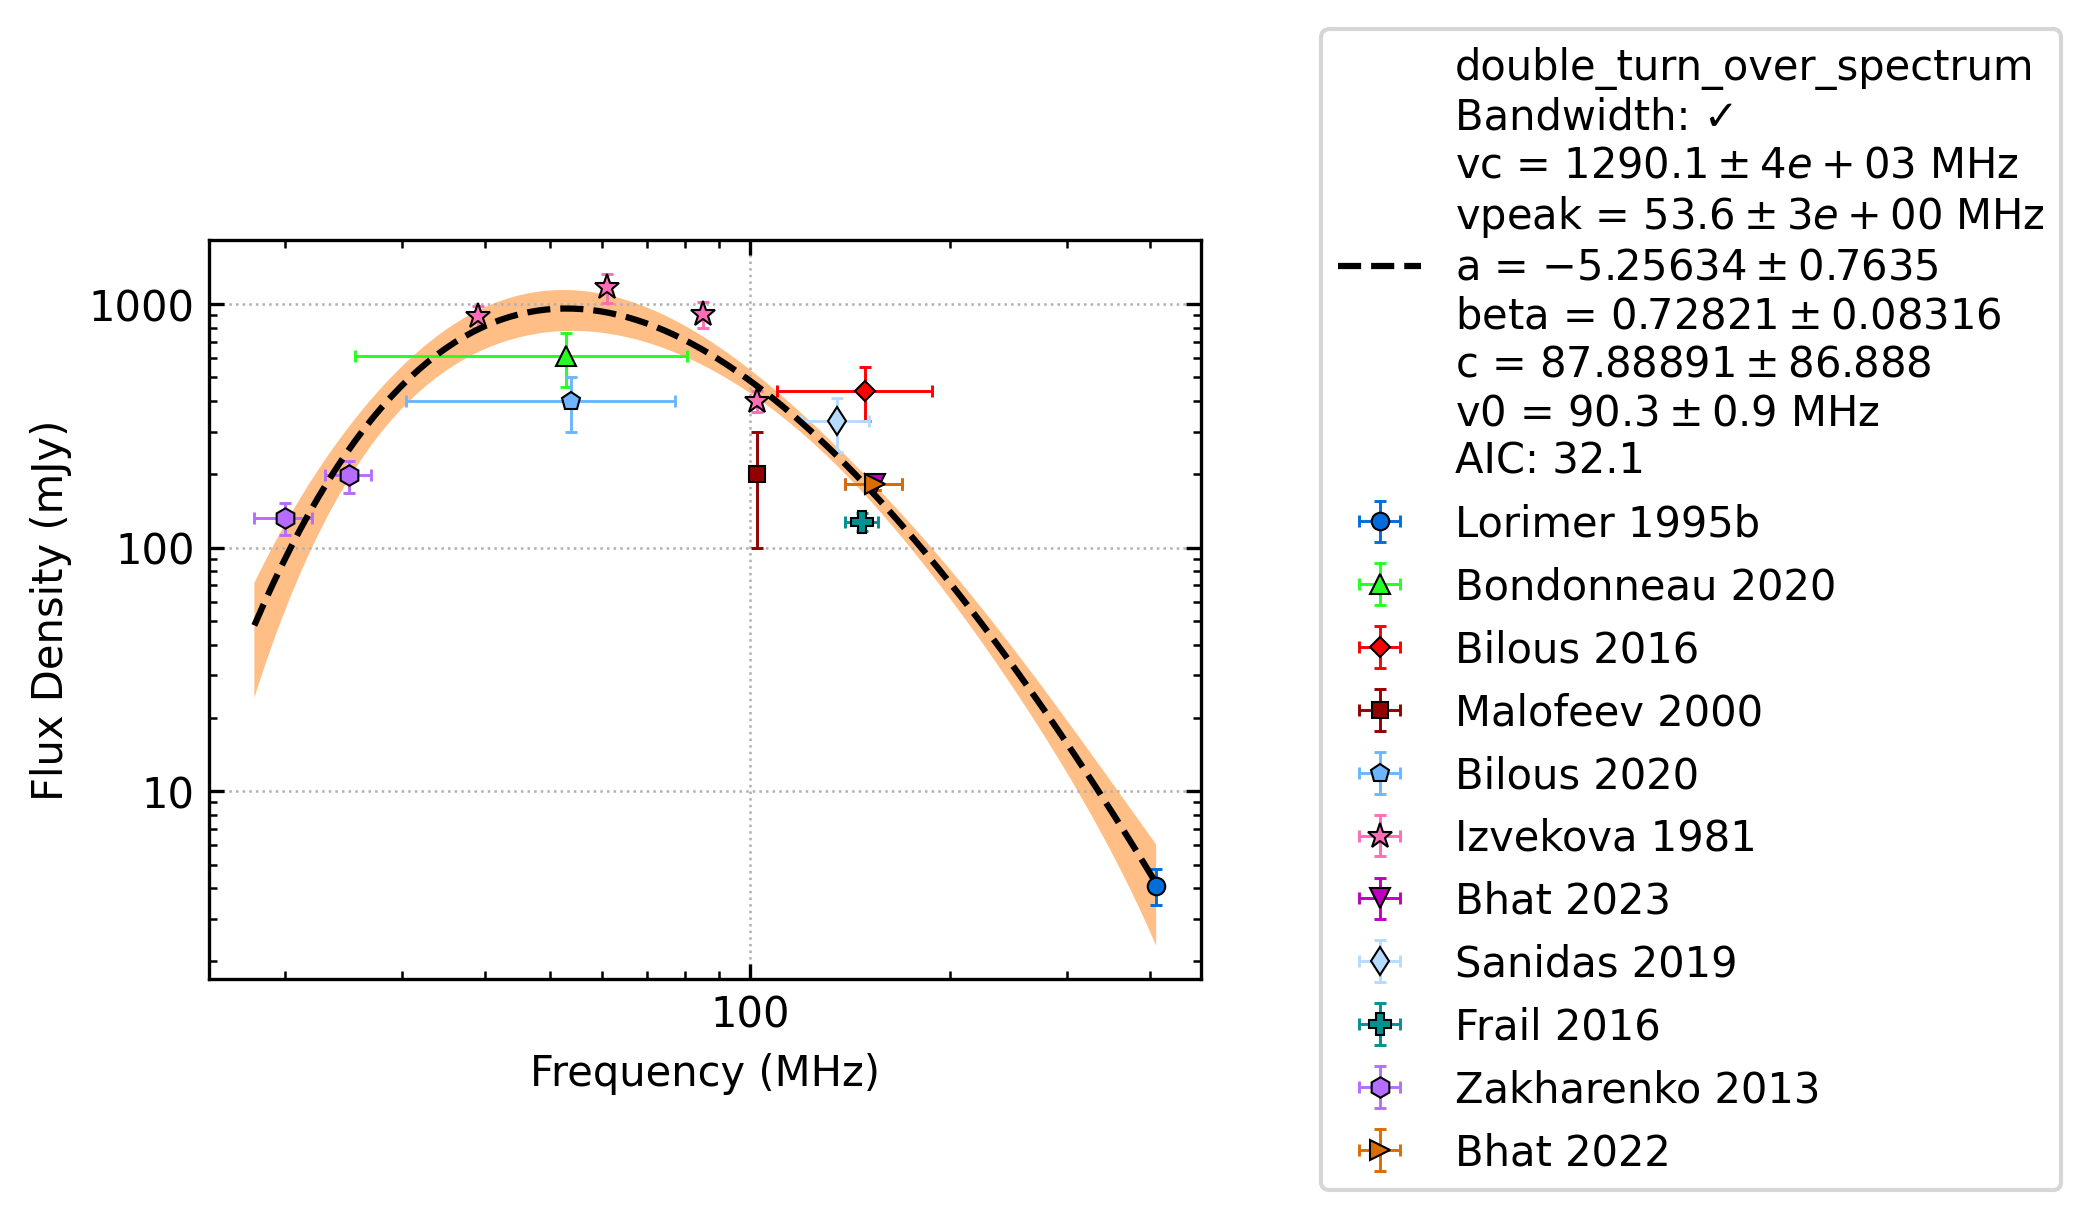 1000
100
10
Flux Density (mJy)
100
Frequency (MHz)
double_turn_over_spectrum
Bandwidth: ✓
vc = 1290.1 ± 4e + 03 MHz
vpeak = 53.6 ± 3e + 00 MHz
a = −5.25634 ± 0.7635
beta = 0.72821 ± 0.08316
c = 87.88891 ± 86.888
v0 = 90.3 ± 0.9 MHz
AIC: 32.1
Lorimer 1995b
Bondonneau 2020
Bilous 2016
Malofeev 2000
Bilous 2020
Izvekova 1981
Bhat 2023
Sanidas 2019
Frail 2016
Zakharenko 2013
Bhat 2022